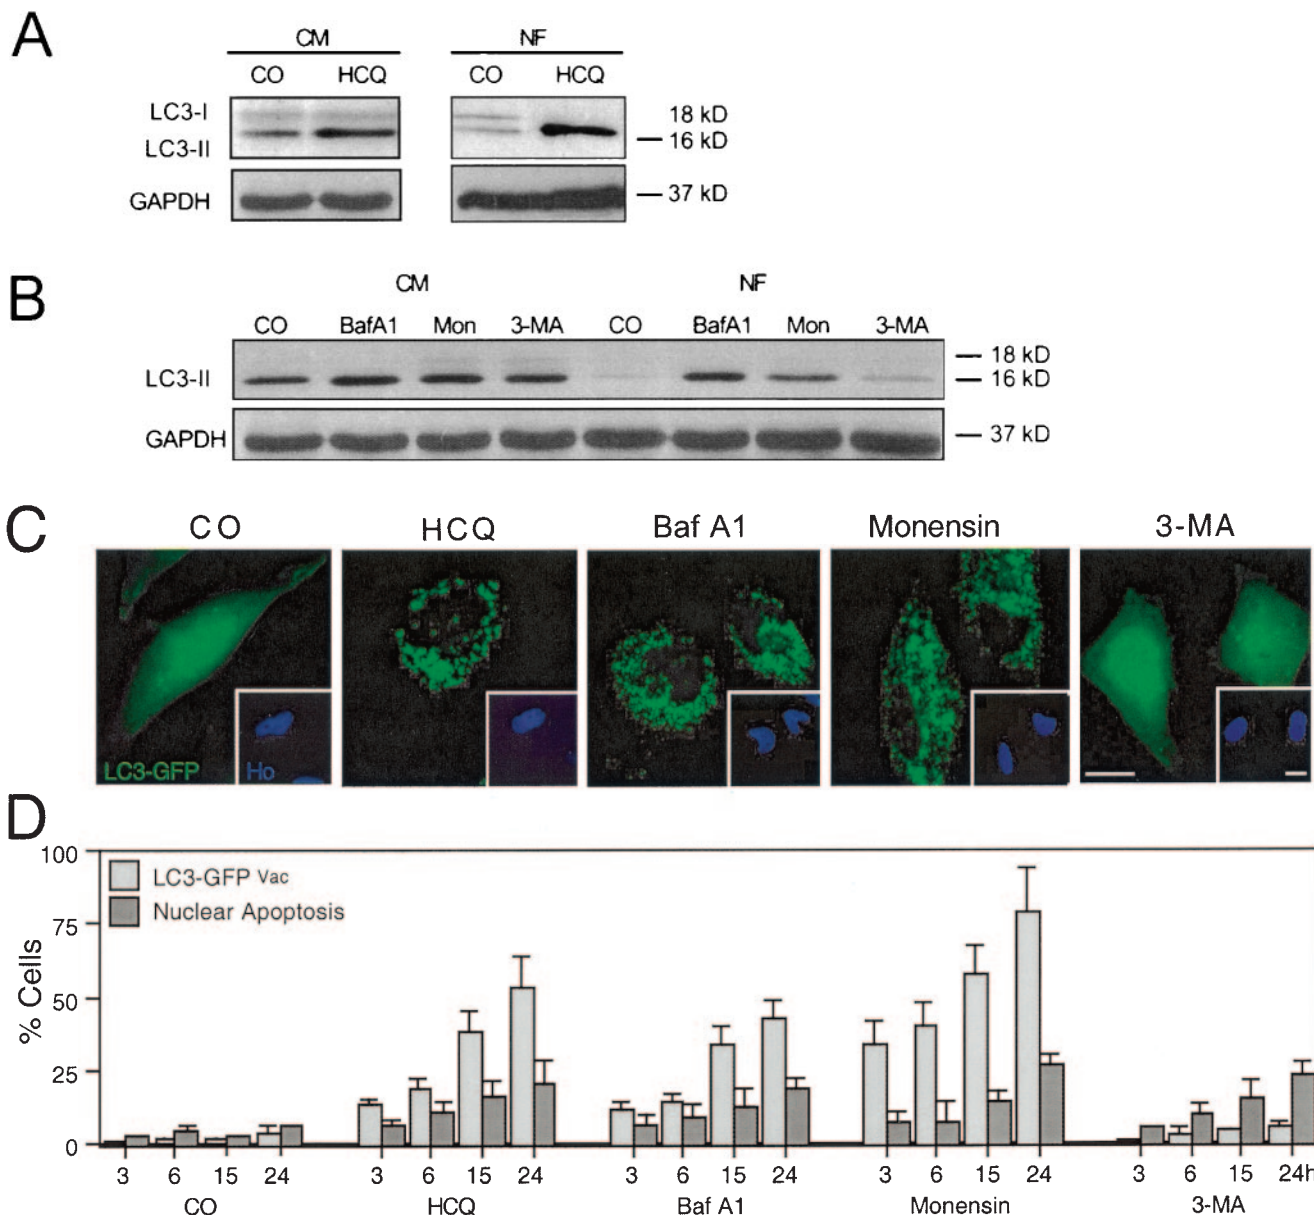 A
CM NF
CO HCQ CO HCQ
LC3-I 18 kD
LC3-II 16 kD
GAPDH 37 kD
B
CM NF
CO BafA1 Mon 3-MA CO BafA1 Mon 3-MA
18 kD
LC3-II 16 kD
GAPDH 37 kD
C
CO HCQ Baf A1 Monensin 3-MA
LC3-GFP Ho
D
100
LC3-GFP Vac
Nuclear Apoptosis
75
% Cells
50
25
0
3 6 15 24 3 6 15 24 3 6 15 24 3 6 15 24 3 6 15 24h
CO HCQ Baf A1 Monensin 3-MA